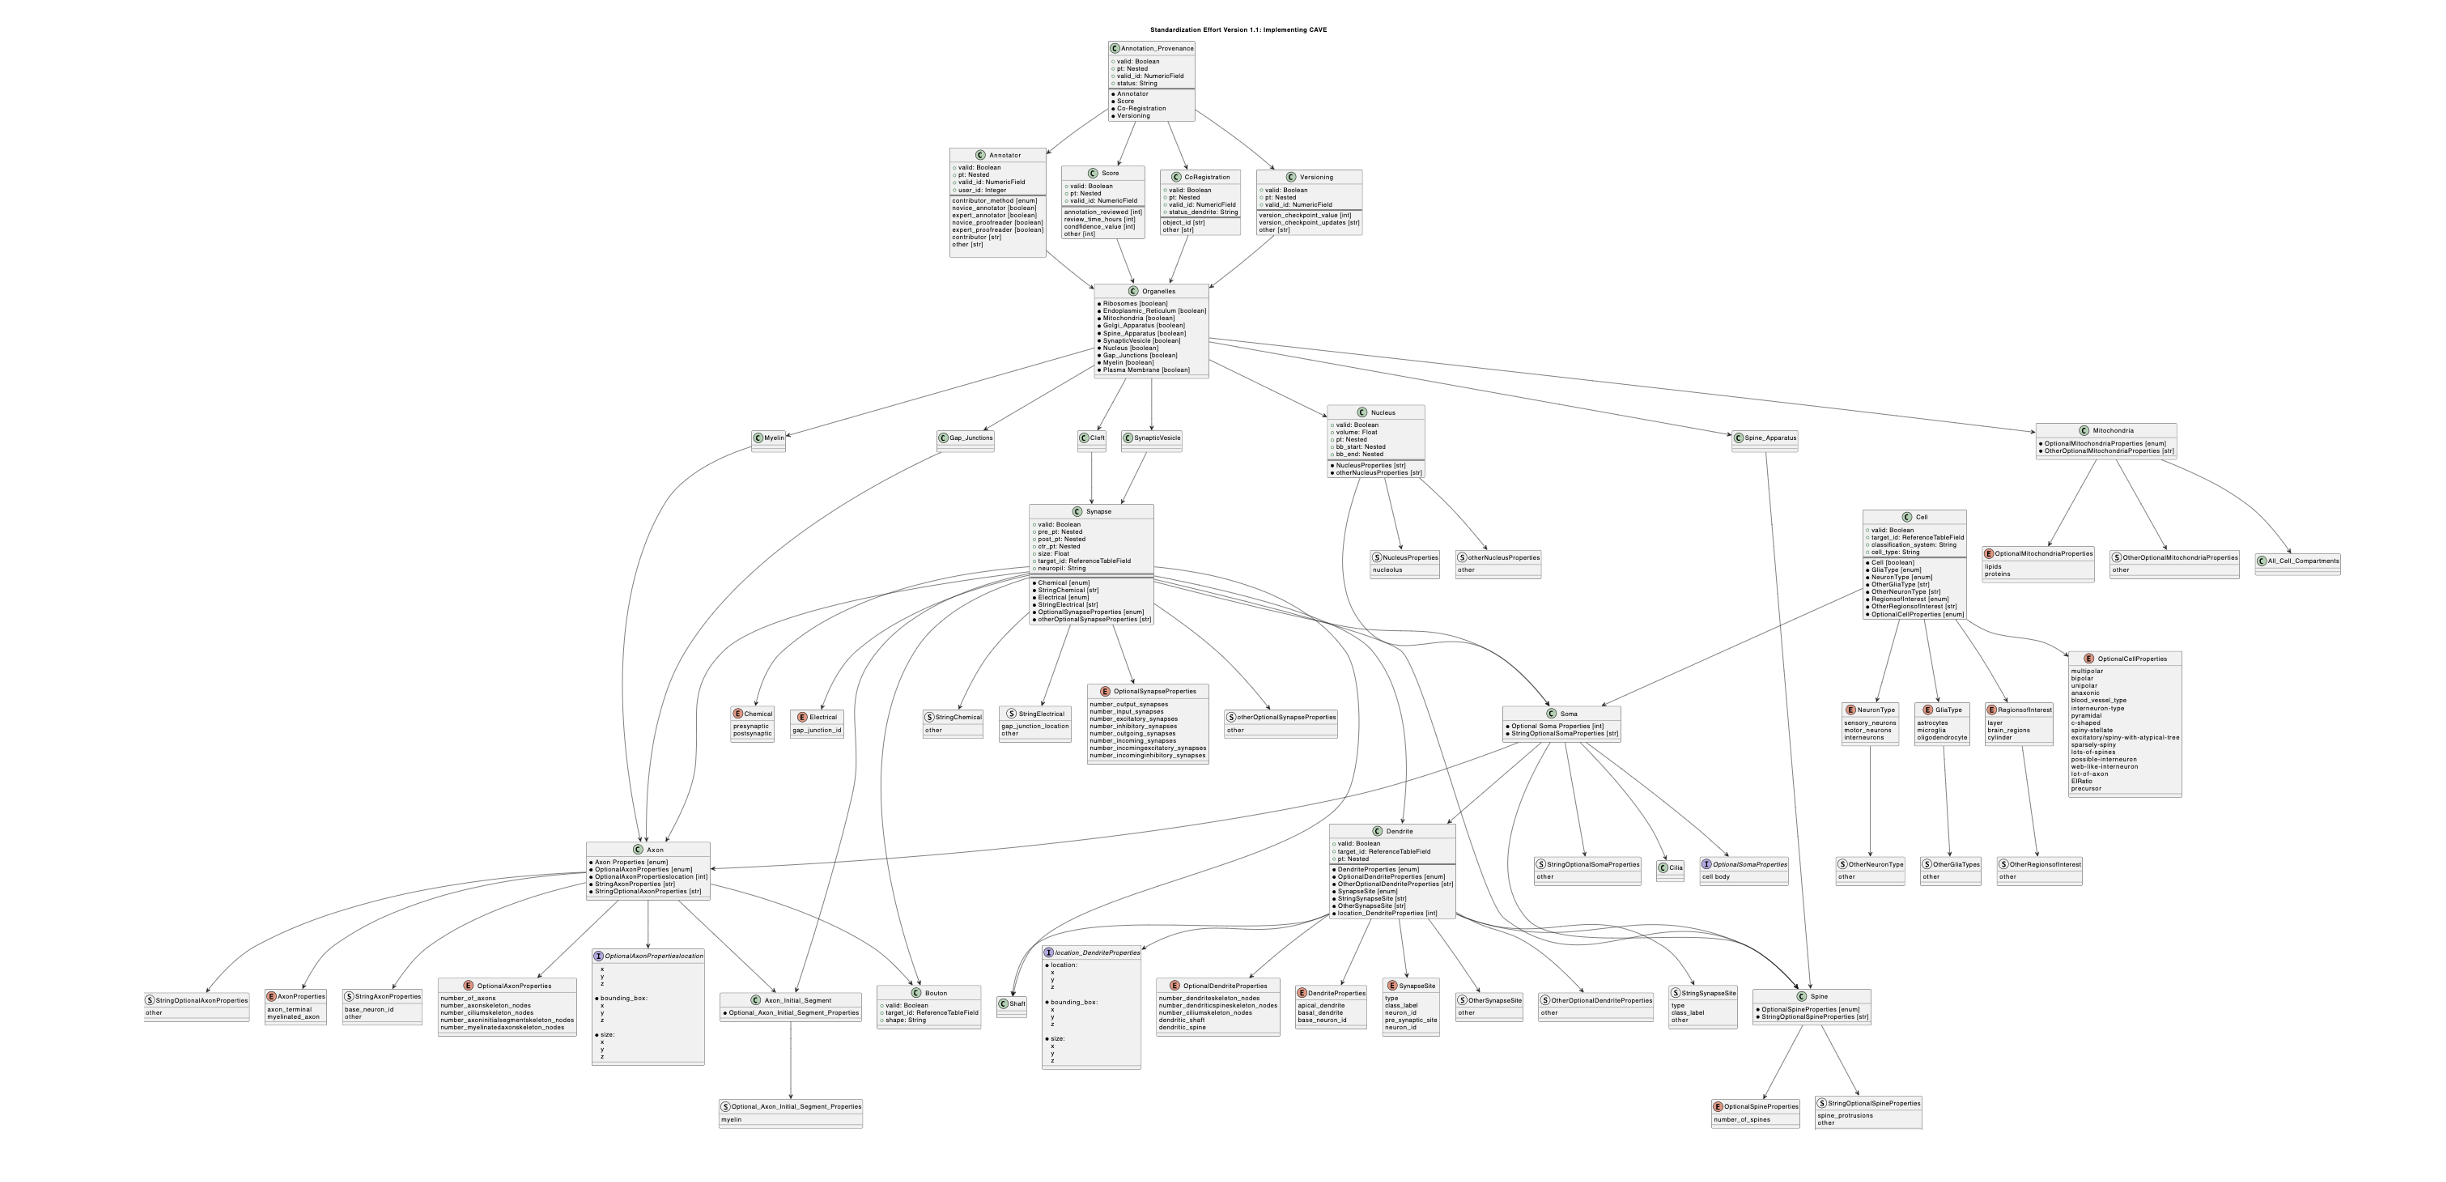 Standardization Effort Version 1.1: Implementing CAVE
C Annotation_Provenance
valid: Boolean
pt: Nested
valid_id: NumericField
status: String
Annotator
Score
Co-Registration
Versioning
C Annotator
valid: Boolean
pt: Nested
valid_id: NumericField
user_id: Integer
contributor_method [enum]
novice_annotator [boolean]
expert_annotator [boolean]
novice_proofreader [boolean]
expert_proofreader [boolean]
contributor [str]
other [str]
C Score
valid: Boolean
pt: Nested
valid_id: NumericField
annotation_reviewed [int]
review_time_hours [int]
condfidence_value [int]
other [int]
C CoRegistration
valid: Boolean
pt: Nested
valid_id: NumericField
status_dendrite: String
object_id [str]
other [str]
C Versioning
valid: Boolean
pt: Nested
valid_id: NumericField
version_checkpoint_value [int]
version_checkpoint_updates [str]
other [str]
C Organelles
Ribosomes [boolean]
Endoplasmic_Reticulum [boolean]
Mitochondria [boolean]
Golgi_Apparatus [boolean]
Spine_Apparatus [boolean]
SynapticVesicle [boolean]
Nucleus [boolean]
Gap_Junctions [boolean]
Myelin [boolean]
Plasma Membrane [boolean]
C Myelin
C Gap_Junctions
C Cleft
C SynapticVesicle
C Nucleus
valid: Boolean
volume: Float
pt: Nested
bb_start: Nested
bb_end: Nested
NucleusProperties [str]
otherNucleusProperties [str]
C Spine_Apparatus
C Mitochondria
OptionalMitochondriaProperties [enum]
OtherOptionalMitochondriaProperties [str]
C Synapse
valid: Boolean
pre_pt: Nested
post_pt: Nested
ctr_pt: Nested
size: Float
target_id: ReferenceTableField
neuropil: String
Chemical [enum]
StringChemical [str]
Electrical [enum]
StringElectrical [str]
OptionalSynapseProperties [enum]
otherOptionalSynapseProperties [str]
S NucleusProperties
nucleolus
S otherNucleusProperties
other
C Cell
valid: Boolean
target_id: ReferenceTableField
classification_system: String
cell_type: String
Cell [boolean]
GliaType [enum]
NeuronType [enum]
OtherGliaType [str]
OtherNeuronType [str]
RegionsofInterest [enum]
OtherRegionsofInterest [str]
OptionalCellProperties [enum]
E OptionalMitochondriaProperties
lipids
proteins
S OtherOptionalMitochondriaProperties
other
C All_Cell_Compartments
E Chemical
presynaptic
postsynaptic
E Electrical
gap_junction_id
S StringChemical
other
S StringElectrical
gap_junction_location
other
E OptionalSynapseProperties
number_output_synapses
number_input_synapses
number_excitatory_synapses
number_inhibitory_synapses
number_outgoing_synapses
number_incoming_synapses
number_incomingexcitatory_synapses
number_incominginhibitory_synapses
S otherOptionalSynapseProperties
other
C Soma
Optional Soma Properties [int]
StringOptionalSomaProperties [str]
E NeuronType
sensory_neurons
motor_neurons
interneurons
E GliaType
astrocytes
microglia
oligodendrocyte
E RegionsofInterest
layer
brain_regions
cylinder
E OptionalCellProperties
multipolar
bipolar
unipolar
anaxonic
blood_vessel_type
interneuron-type
pyramidal
c-shaped
spiny-stellate
excitatory/spiny-with-atypical-tree
sparsely-spiny
lots-of-spines
possible-interneuron
web-like-interneuron
lot-of-axon
EIRatio
precursor
C Axon
Axon Properties [enum]
OptionalAxonProperties [enum]
OptionalAxonPropertieslocation [int]
StringAxonProperties [str]
StringOptionalAxonProperties [str]
C Dendrite
valid: Boolean
target_id: ReferenceTableField
pt: Nested
DendriteProperties [enum]
OptionalDendriteProperties [enum]
OtherOptionalDendriteProperties [str]
SynapseSite [enum]
StringSynapseSite [str]
OtherSynapseSite [str]
location_DendriteProperties [int]
S StringOptionalSomaProperties
other
C Cilia
I OptionalSomaProperties
cell body
S OtherNeuronType
other
S OtherGliaTypes
other
S OtherRegionsofInterest
other
S StringOptionalAxonProperties
other
E AxonProperties
axon_terminal
myelinated_axon
S StringAxonProperties
base_neuron_id
other
E OptionalAxonProperties
number_of_axons
number_axonskeleton_nodes
number_ciliumskeleton_nodes
number_axoninitialsegmentskeleton_nodes
number_myelinatedaxonskeleton_nodes
I OptionalAxonPropertieslocation
x
y
z
bounding_box:
x
y
z
size:
x
y
z
C Axon_Initial_Segment
Optional_Axon_Initial_Segment_Properties
C Bouton
valid: Boolean
target_id: ReferenceTableField
shape: String
C Shaft
I location_DendriteProperties
location:
x
y
z
bounding_box:
x
y
z
size:
x
y
z
E OptionalDendriteProperties
number_dendriteskeleton_nodes
number_dendriticspineskeleton_nodes
number_ciliumskeleton_nodes
dendritic_shaft
dendritic_spine
E DendriteProperties
apical_dendrite
basal_dendrite
base_neuron_id
E SynapseSite
type
class_label
neuron_id
pre_synaptic_site
neuron_id
S OtherSynapseSite
other
S OtherOptionalDendriteProperties
other
S StringSynapseSite
type
class_label
other
C Spine
OptionalSpineProperties [enum]
StringOptionalSpineProperties [str]
S Optional_Axon_Initial_Segment_Properties
myelin
E OptionalSpineProperties
number_of_spines
S StringOptionalSpineProperties
spine_protrusions
other